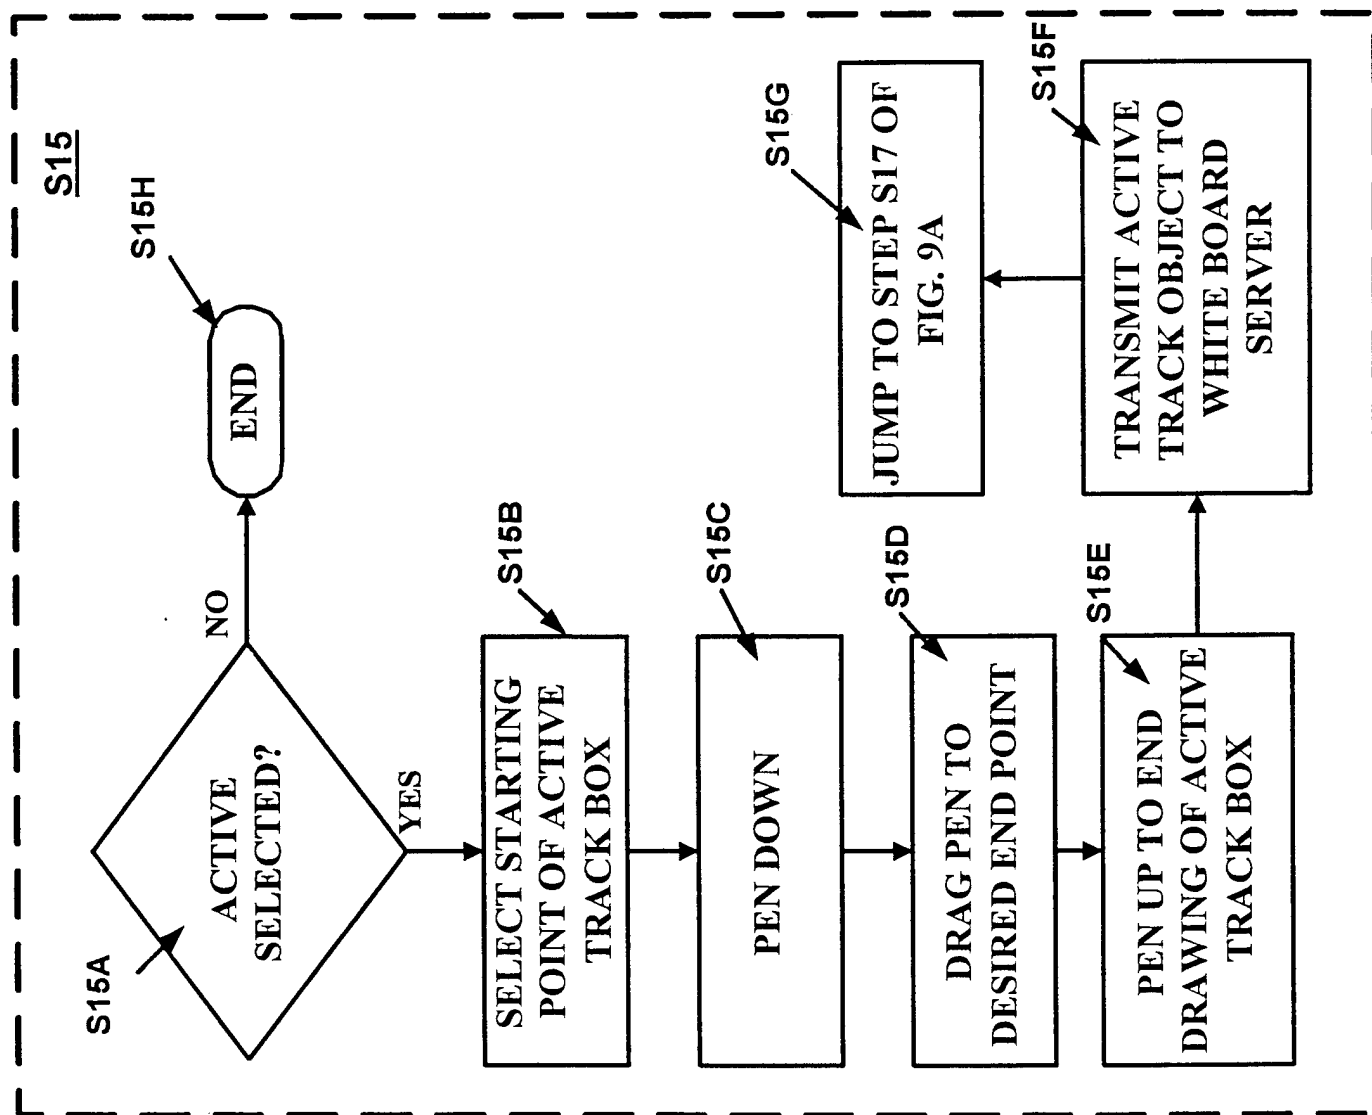 S15
S15A
ACTIVE
SELECTED?
NO
S15H
END
YES
S15B
SELECT STARTING
POINT OF ACTIVE
TRACK BOX
S15C
PEN DOWN
S15D
DRAG PEN TO
DESIRED END POINT
S15E
PEN UP TO END
DRAWING OF ACTIVE
TRACK BOX
S15F
TRANSMIT ACTIVE
TRACK OBJECT TO
WHITE BOARD
SERVER
S15G
JUMP TO STEP S17 OF
FIG. 9A